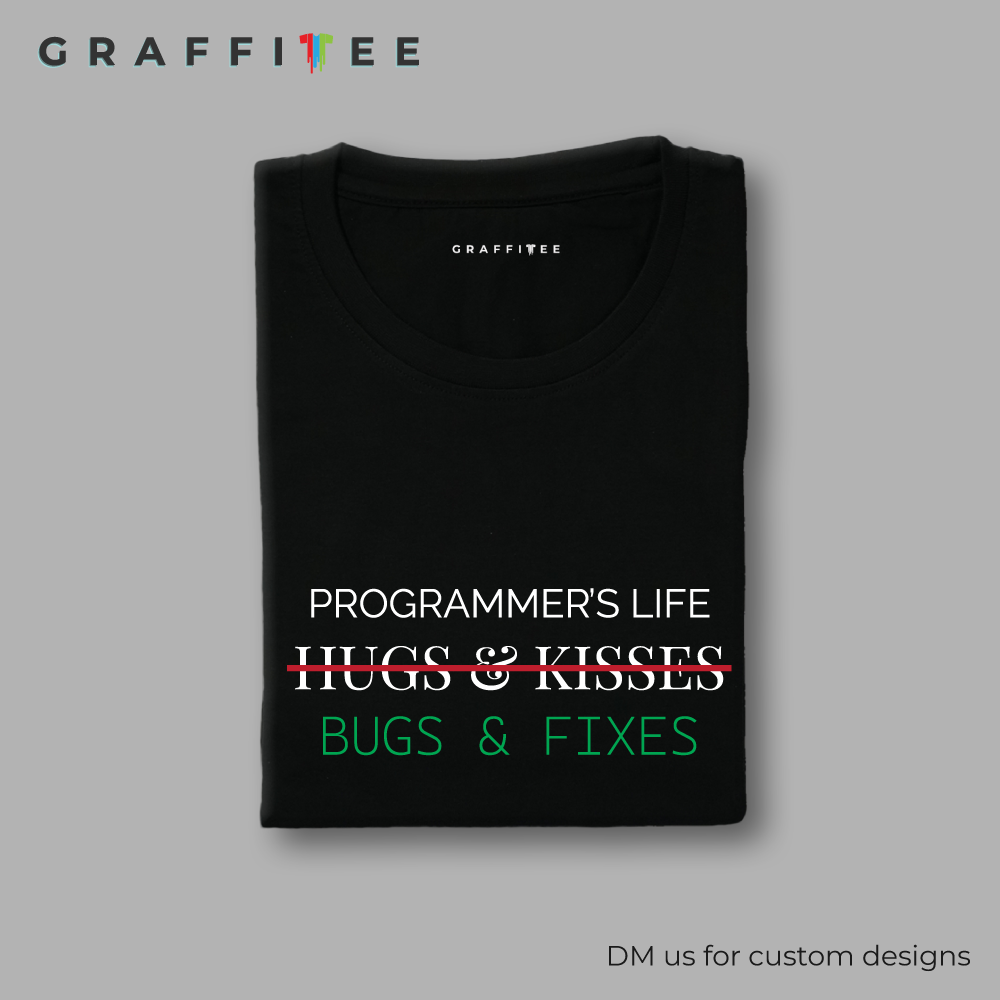 GRAFFITEE
GRAFFITEE
PROGRAMMER'S LIFE
HUGS & KISSES
BUGS & FIXES
DM us for custom designs